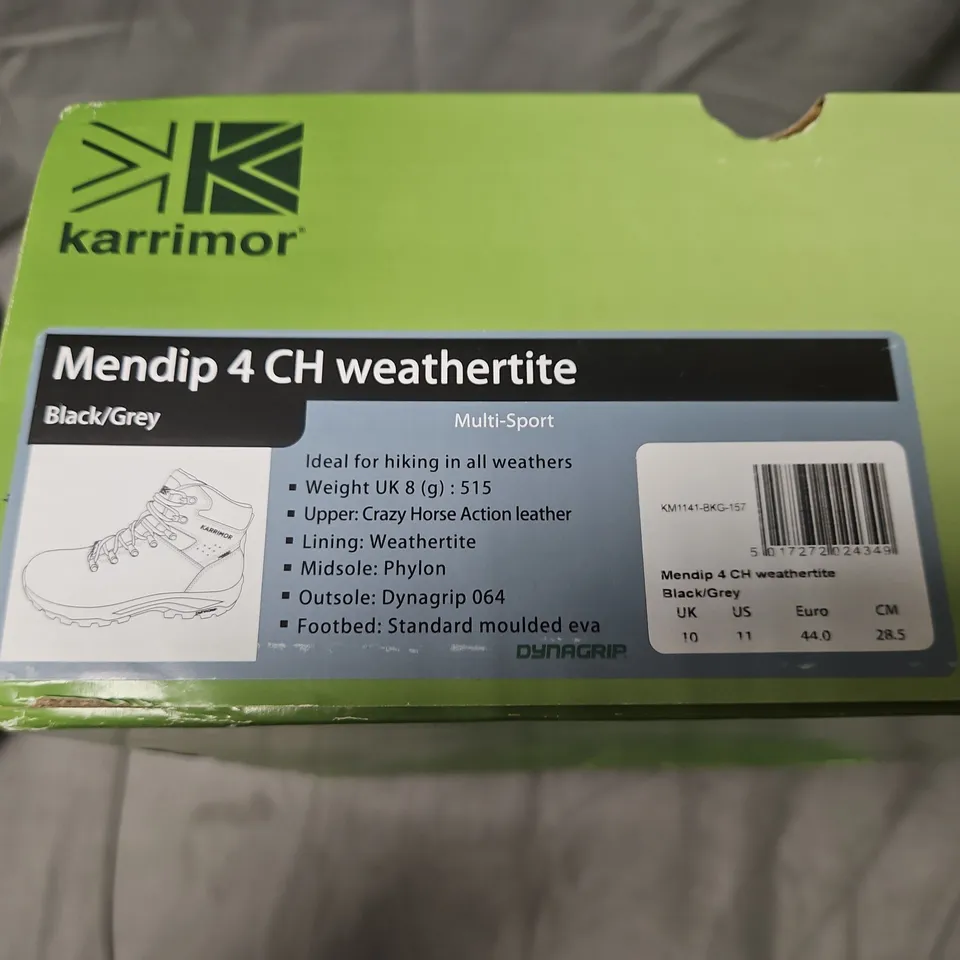 karrimor
Mendip 4 CH weathertite
Black/Grey
Multi-Sport
Ideal for hiking in all weathers
▪ Weight UK 8 (g) : 515
▪ Upper: Crazy Horse Action leather
▪ Lining: Weathertite
▪ Midsole: Phylon
▪ Outsole: Dynagrip 064
▪ Footbed: Standard moulded eva
DYNAGRIP
KARRIMOR
KM1141-BKG-157
5 017272 024349
Mendip 4 CH weathertite
Black/Grey
UK US Euro CM
10 11 44.0 28.5